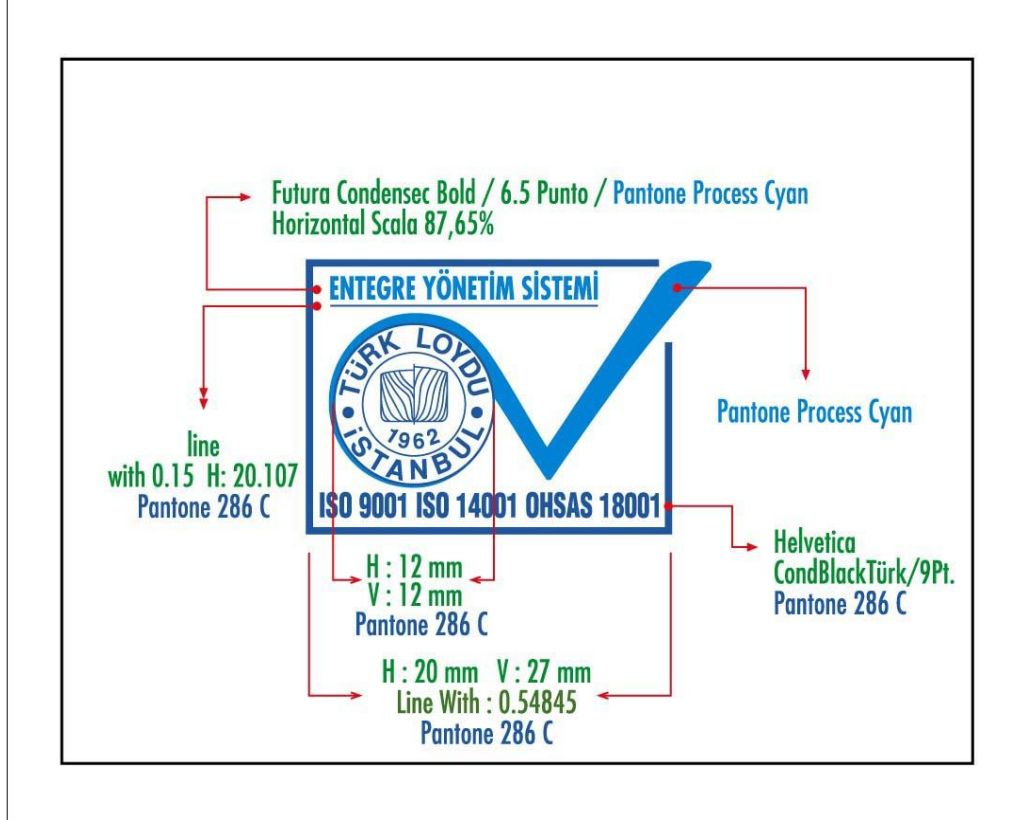 Futura Condensec Bold / 6.5 Punto / Pantone Process Cyan
Horizontal Scala 87,65%
ENTEGRE YÖNETİM SİSTEMİ
TÜRK LOYDU
1962
İSTANBUL
ISO 9001 ISO 14001 OHSAS 18001
Pantone Process Cyan
line
with 0.15 H: 20.107
Pantone 286 C
Helvetica
CondBlackTürk/9Pt.
Pantone 286 C
H : 12 mm
V : 12 mm
Pantone 286 C
H : 20 mm V : 27 mm
Line With : 0.54845
Pantone 286 C